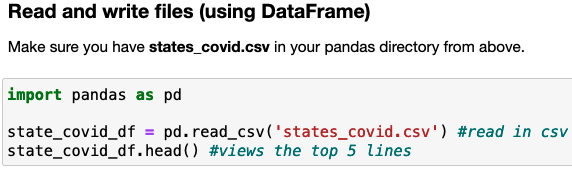 Read and write files (using DataFrame)
Make sure you have states_covid.csv in your pandas directory from above.
import pandas as pd
state_covid_df = pd.read_csv('states_covid.csv') #read in csv
state_covid_df.head() #views the top 5 lines